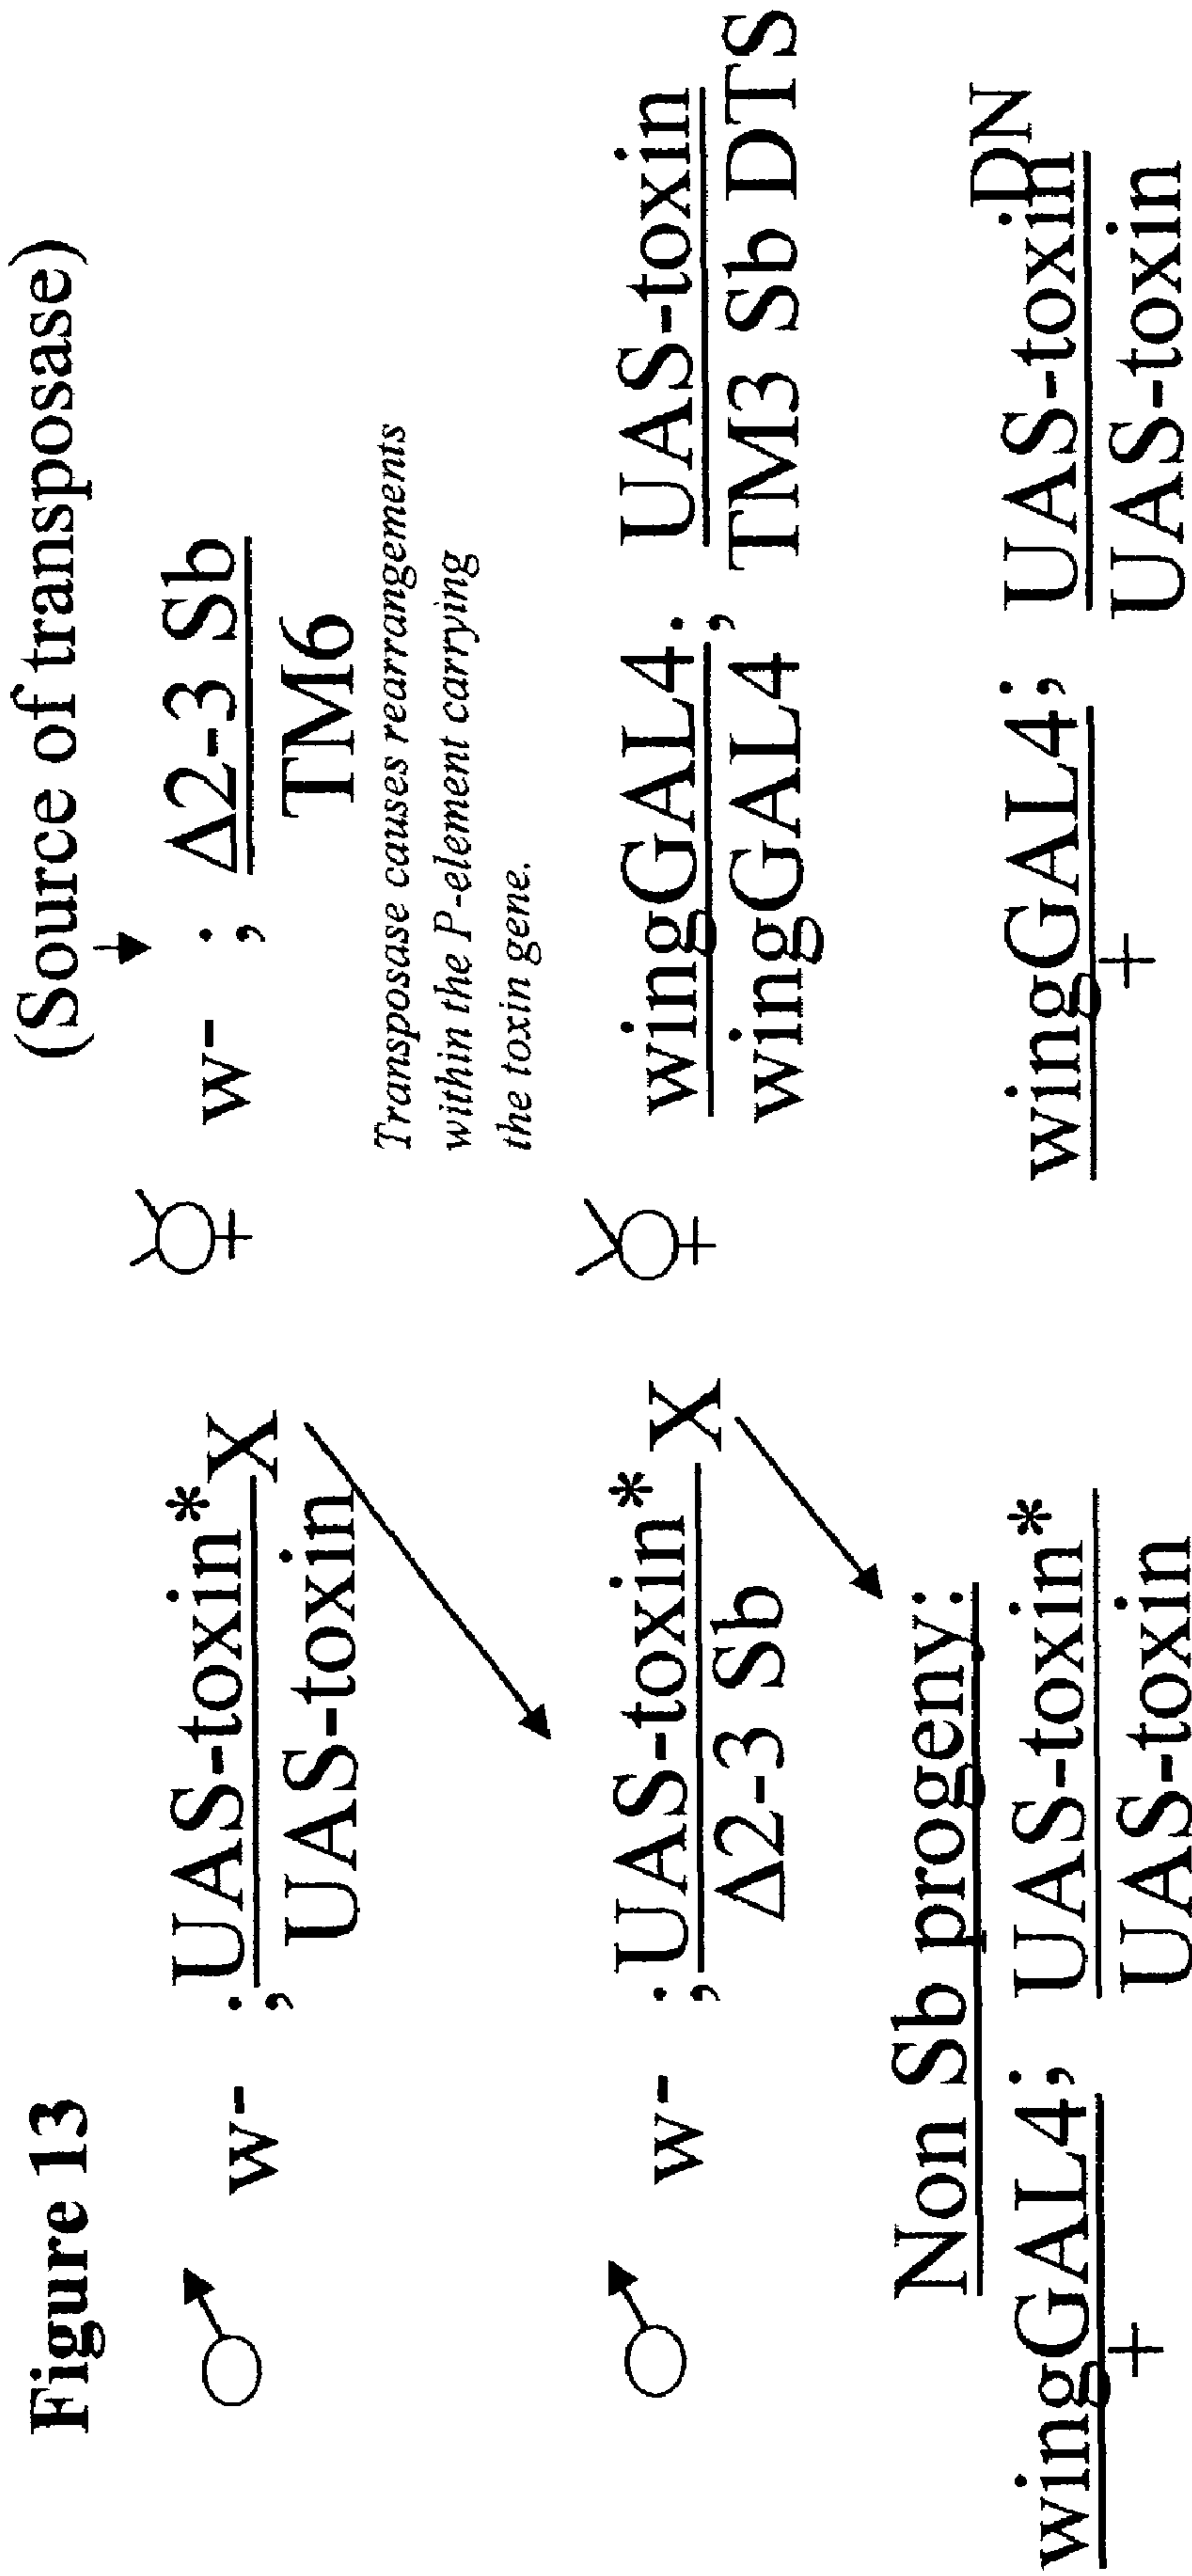 Figure 13
(Source of transposase)
w- ; UAS-toxin* X w- ; Δ2-3 Sb
UAS-toxin TM6
Transposase causes rearrangements
within the P-element carrying
the toxin gene.
w- ; UAS-toxin* X wingGAL4 ; UAS-toxin
Δ2-3 Sb wingGAL4 TM3 Sb DTS
Non Sb progeny:
wingGAL4; UAS-toxin* wingGAL4; UAS-toxin DN
+ UAS-toxin + UAS-toxin